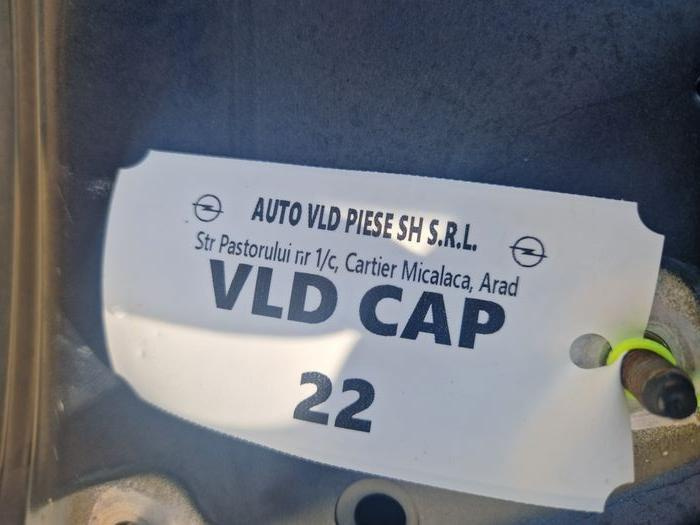 AUTO VLD PIESE SH S.R.L.
Str Pastorului nr 1/c, Cartier Micalaca, Arad
VLD CAP
22